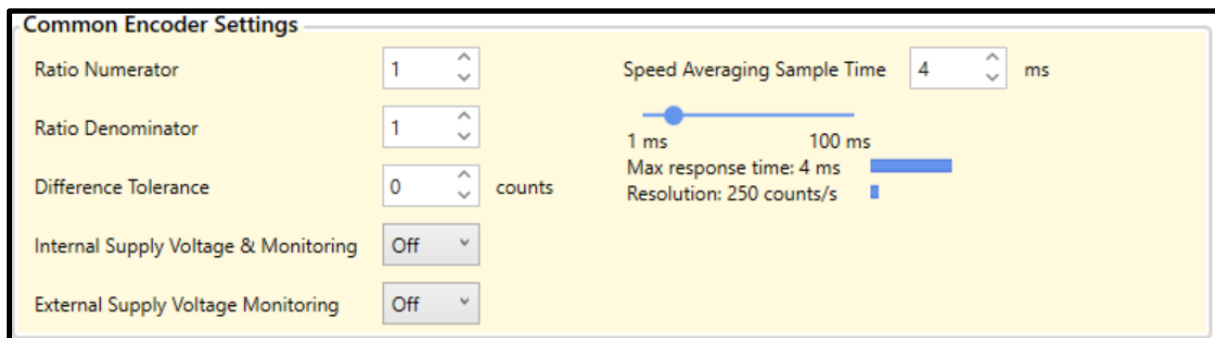 Common Encoder Settings
Ratio Numerator 1
Speed Averaging Sample Time 4 ms
Ratio Denominator 1
1 ms 100 ms
Max response time: 4 ms
Difference Tolerance 0 counts
Resolution: 250 counts/s
Internal Supply Voltage & Monitoring Off
External Supply Voltage Monitoring Off